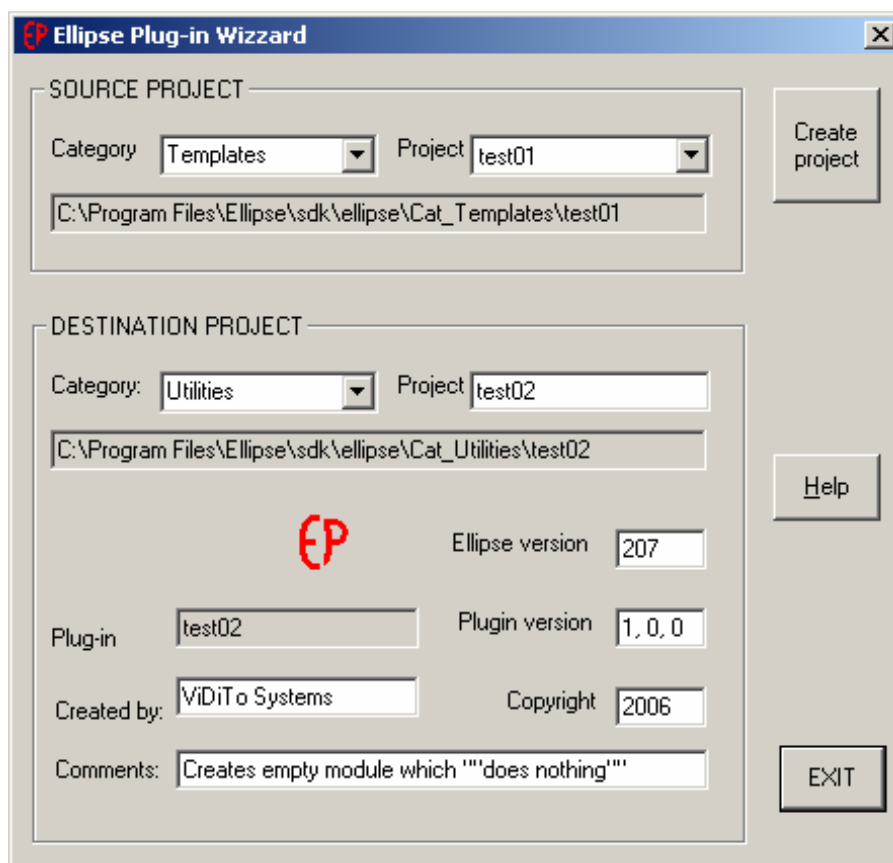 EP Ellipse Plug-in Wizzard
SOURCE PROJECT
Category Templates Project test01
C:\Program Files\Ellipse\sdk\ellipse\Cat_Templates\test01
Create
project
DESTINATION PROJECT
Category: Utilities Project test02
C:\Program Files\Ellipse\sdk\ellipse\Cat_Utilities\test02
Help
EP
Ellipse version 207
Plug-in test02 Plugin version 1, 0, 0
Created by: ViDiTo Systems Copyright 2006
Comments: Creates empty module which ""does nothing""
EXIT